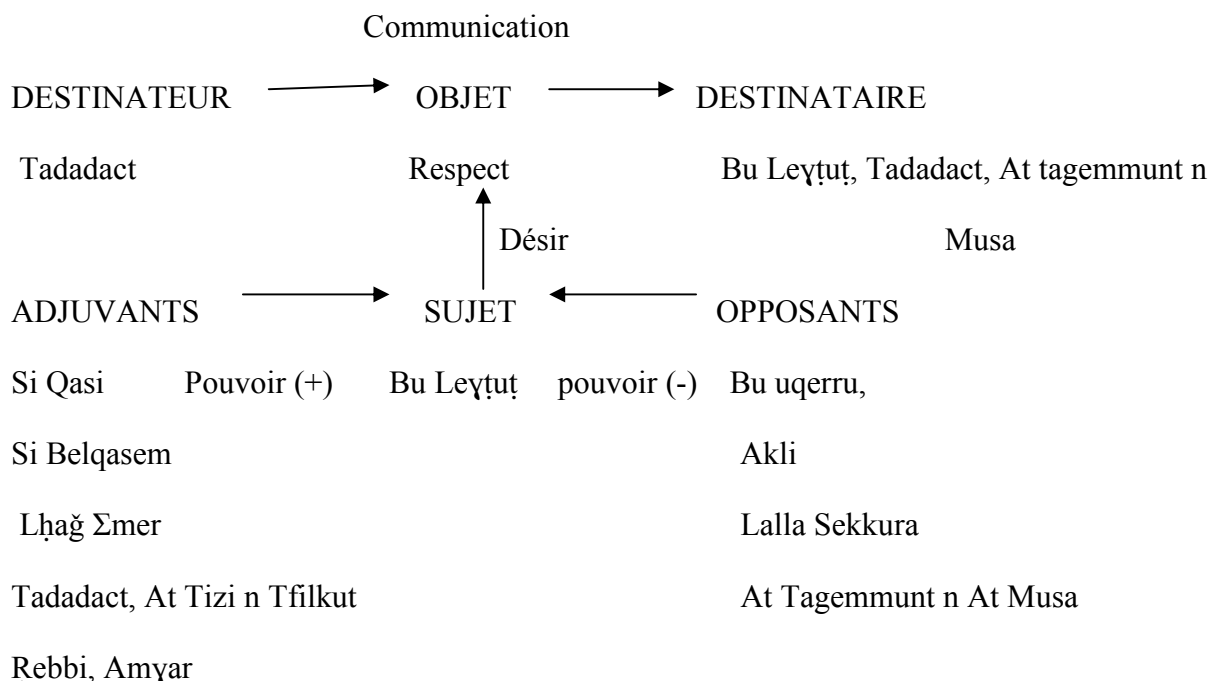 Communication
DESTINATEUR OBJET DESTINATAIRE
Tadadact Respect Bu Leɣṭuṭ, Tadadact, At tagemmunt n
Désir Musa
ADJUVANTS SUJET OPPOSANTS
Si Qasi Pouvoir (+) Bu Leɣṭuṭ pouvoir (-) Bu uqerru,
Si Belqasem Akli
Lḥaǧ Σmer Lalla Sekkura
Tadadact, At Tizi n Tfilkut At Tagemmunt n At Musa
Rebbi, Amɣar